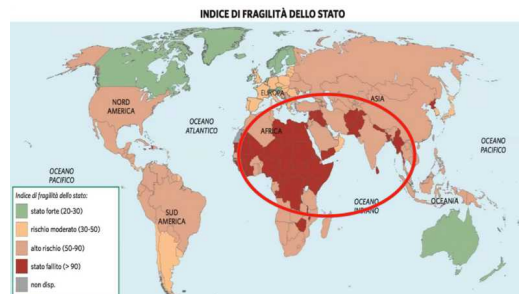 INDICE DI FRAGILITÀ DELLO STATO
NORD
AMERICA
EUROPA
ASIA
OCEANO
ATLANTICO
AFRICA
OCEANO
PACIFICO
OCEANO
PACIFICO
OCEANO
INDIANO
OCEANIA
SUD
AMERICA
Indice di fragilità dello stato:
stato forte (20-30)
rischio moderato (30-50)
alto rischio (50-90)
stato fallito (> 90)
non disp.